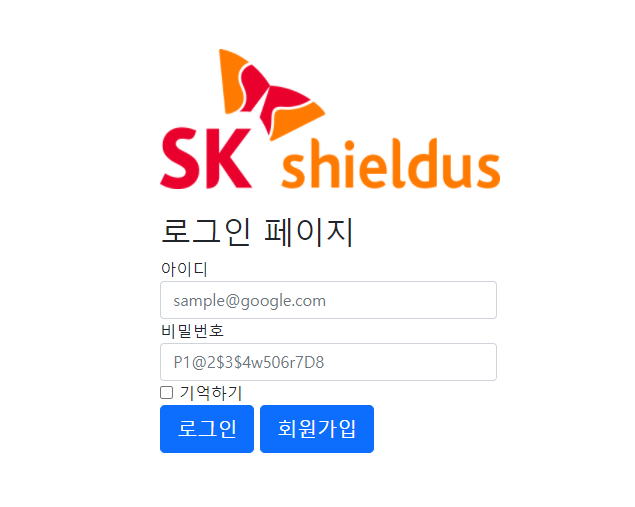 SK shieldus
로그인 페이지
아이디
sample@google.com
비밀번호
P1@2$3$4w506r7D8
기억하기
로그인 회원가입